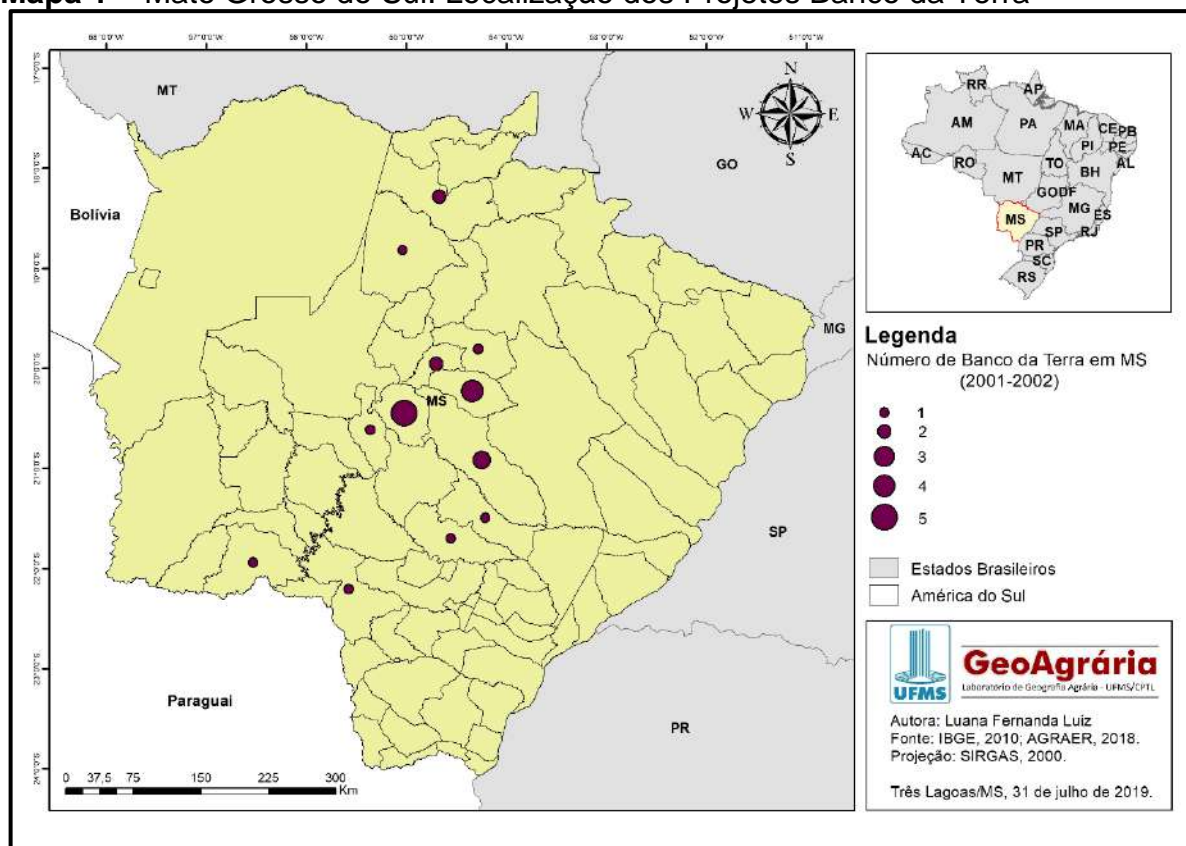 Mato Grosso do Sul: Localização dos Projetos Banco da Terra
MT
GO
Bolívia
MG
MS
SP
Paraguai
PR
N
W E
S
0 37,5 75 150 225 300
Km
RR
AP
AM
PA
MA
CE
PB
PI
PE
AC
RO
TO
AL
MT
BH
GO
DF
MG
ES
MS
SP
RJ
PR
SC
RS
Legenda
Número de Banco da Terra em MS
(2001-2002)
1
2
3
4
5
Estados Brasileiros
América do Sul
UFMS
GeoAgrária
Laboratório de Geografia Agrária - UFMS/CPTL
Autora: Luana Fernanda Luiz
Fonte: IBGE, 2010; AGRAER, 2018.
Projeção: SIRGAS, 2000.
Três Lagoas/MS, 31 de julho de 2019.